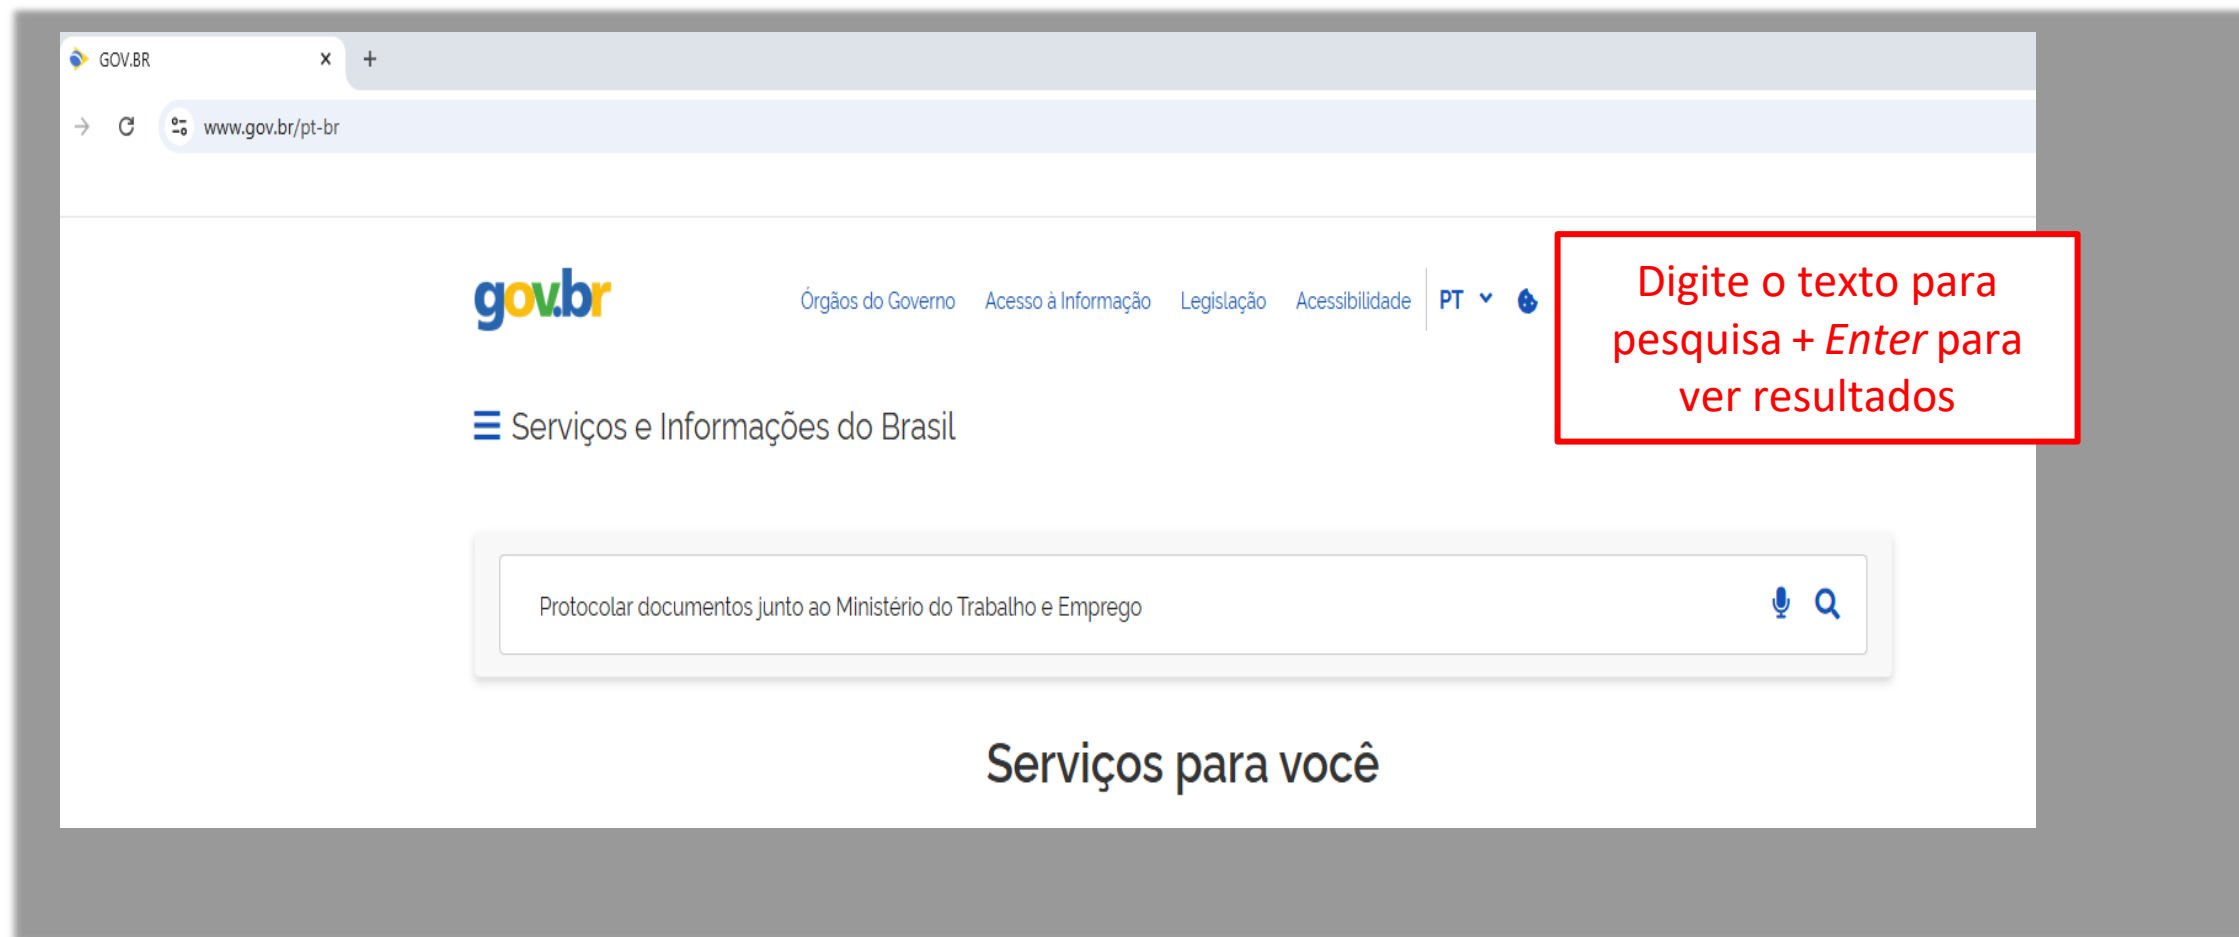 GOV.BR
www.gov.br/pt-br
gov.br
Órgãos do Governo Acesso à Informação Legislação Acessibilidade PT
Digite o texto para
pesquisa + Enter para
ver resultados
Serviços e Informações do Brasil
Protocolar documentos junto ao Ministério do Trabalho e Emprego
Serviços para você